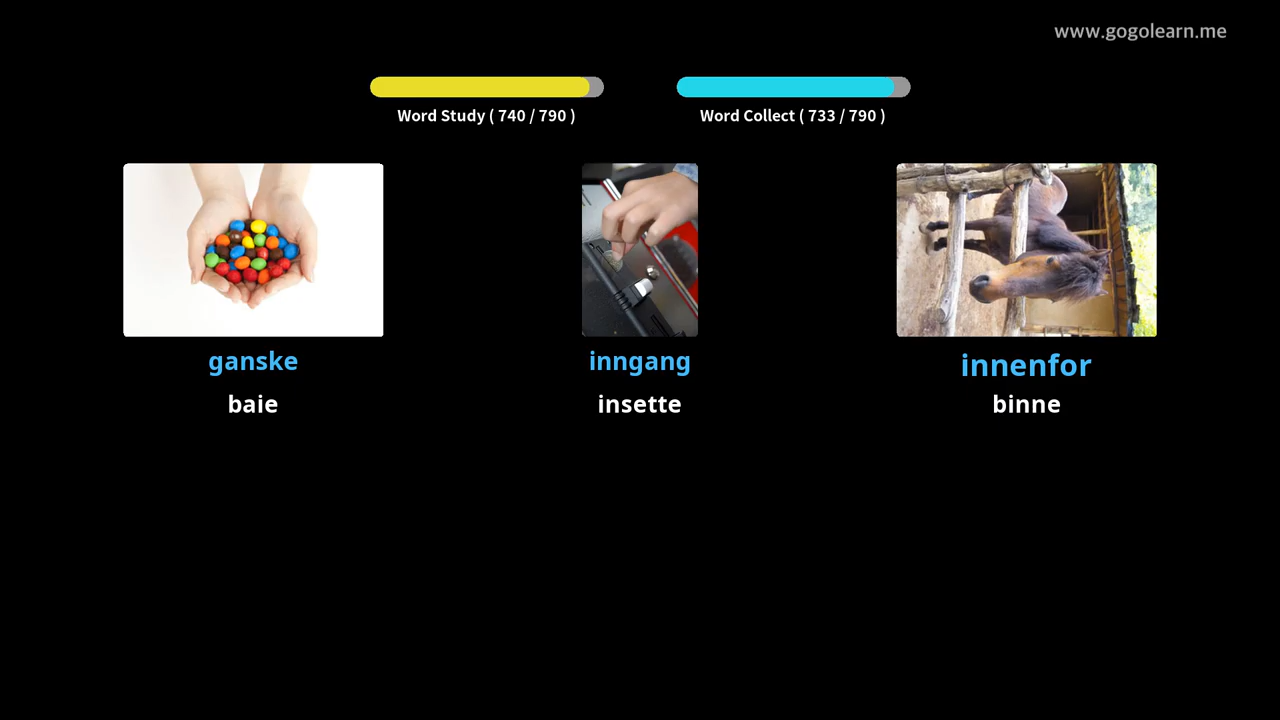 www.gogolearn.me
Word Study ( 740 / 790 )
Word Collect ( 733 / 790 )
ganske
inngang
innenfor
baie
insette
binne